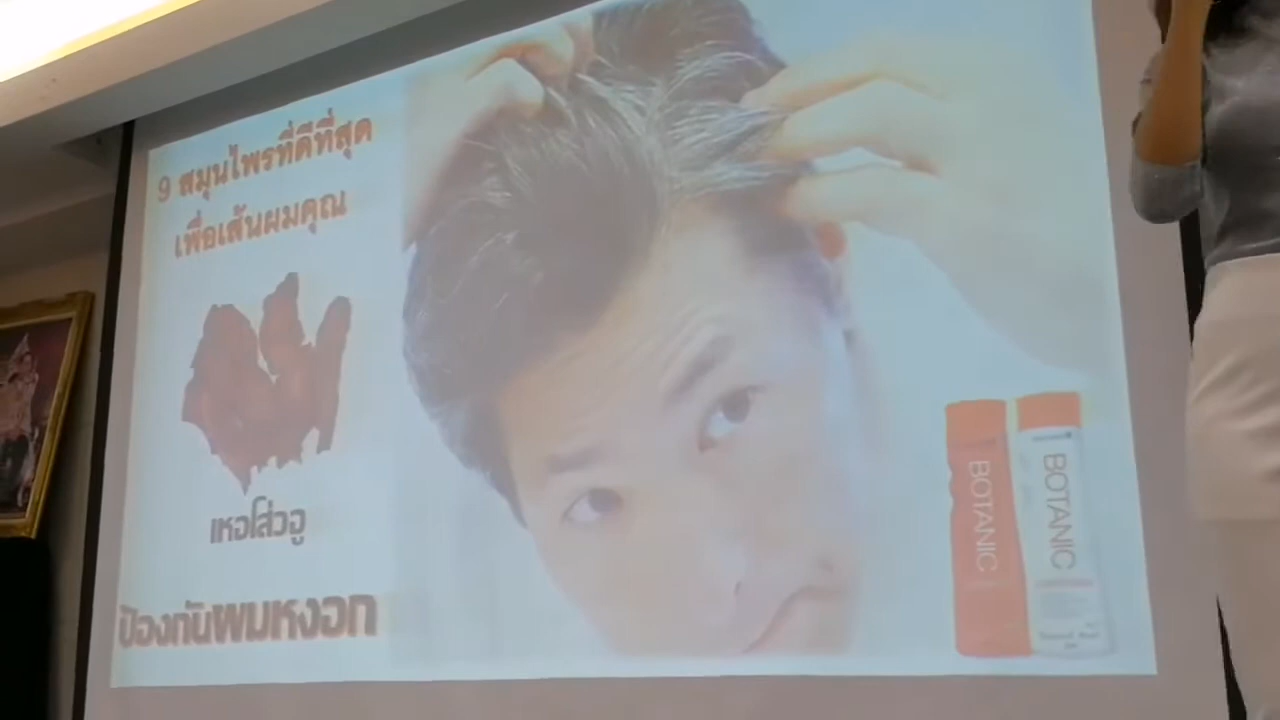 9 สมุนไพรที่ดีที่สุด
เพื่อเส้นผมคุณ
เหอโส่วอู
ป้องกันผมหงอก
BOTANIC
BOTANIC